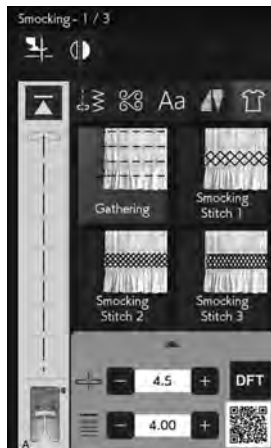 Smocking - 1 / 3
Aa
Gathering
Smocking
Stitch 1
Smocking
Stitch 2
Smocking
Stitch 3
4.5
DFT
4.00
A